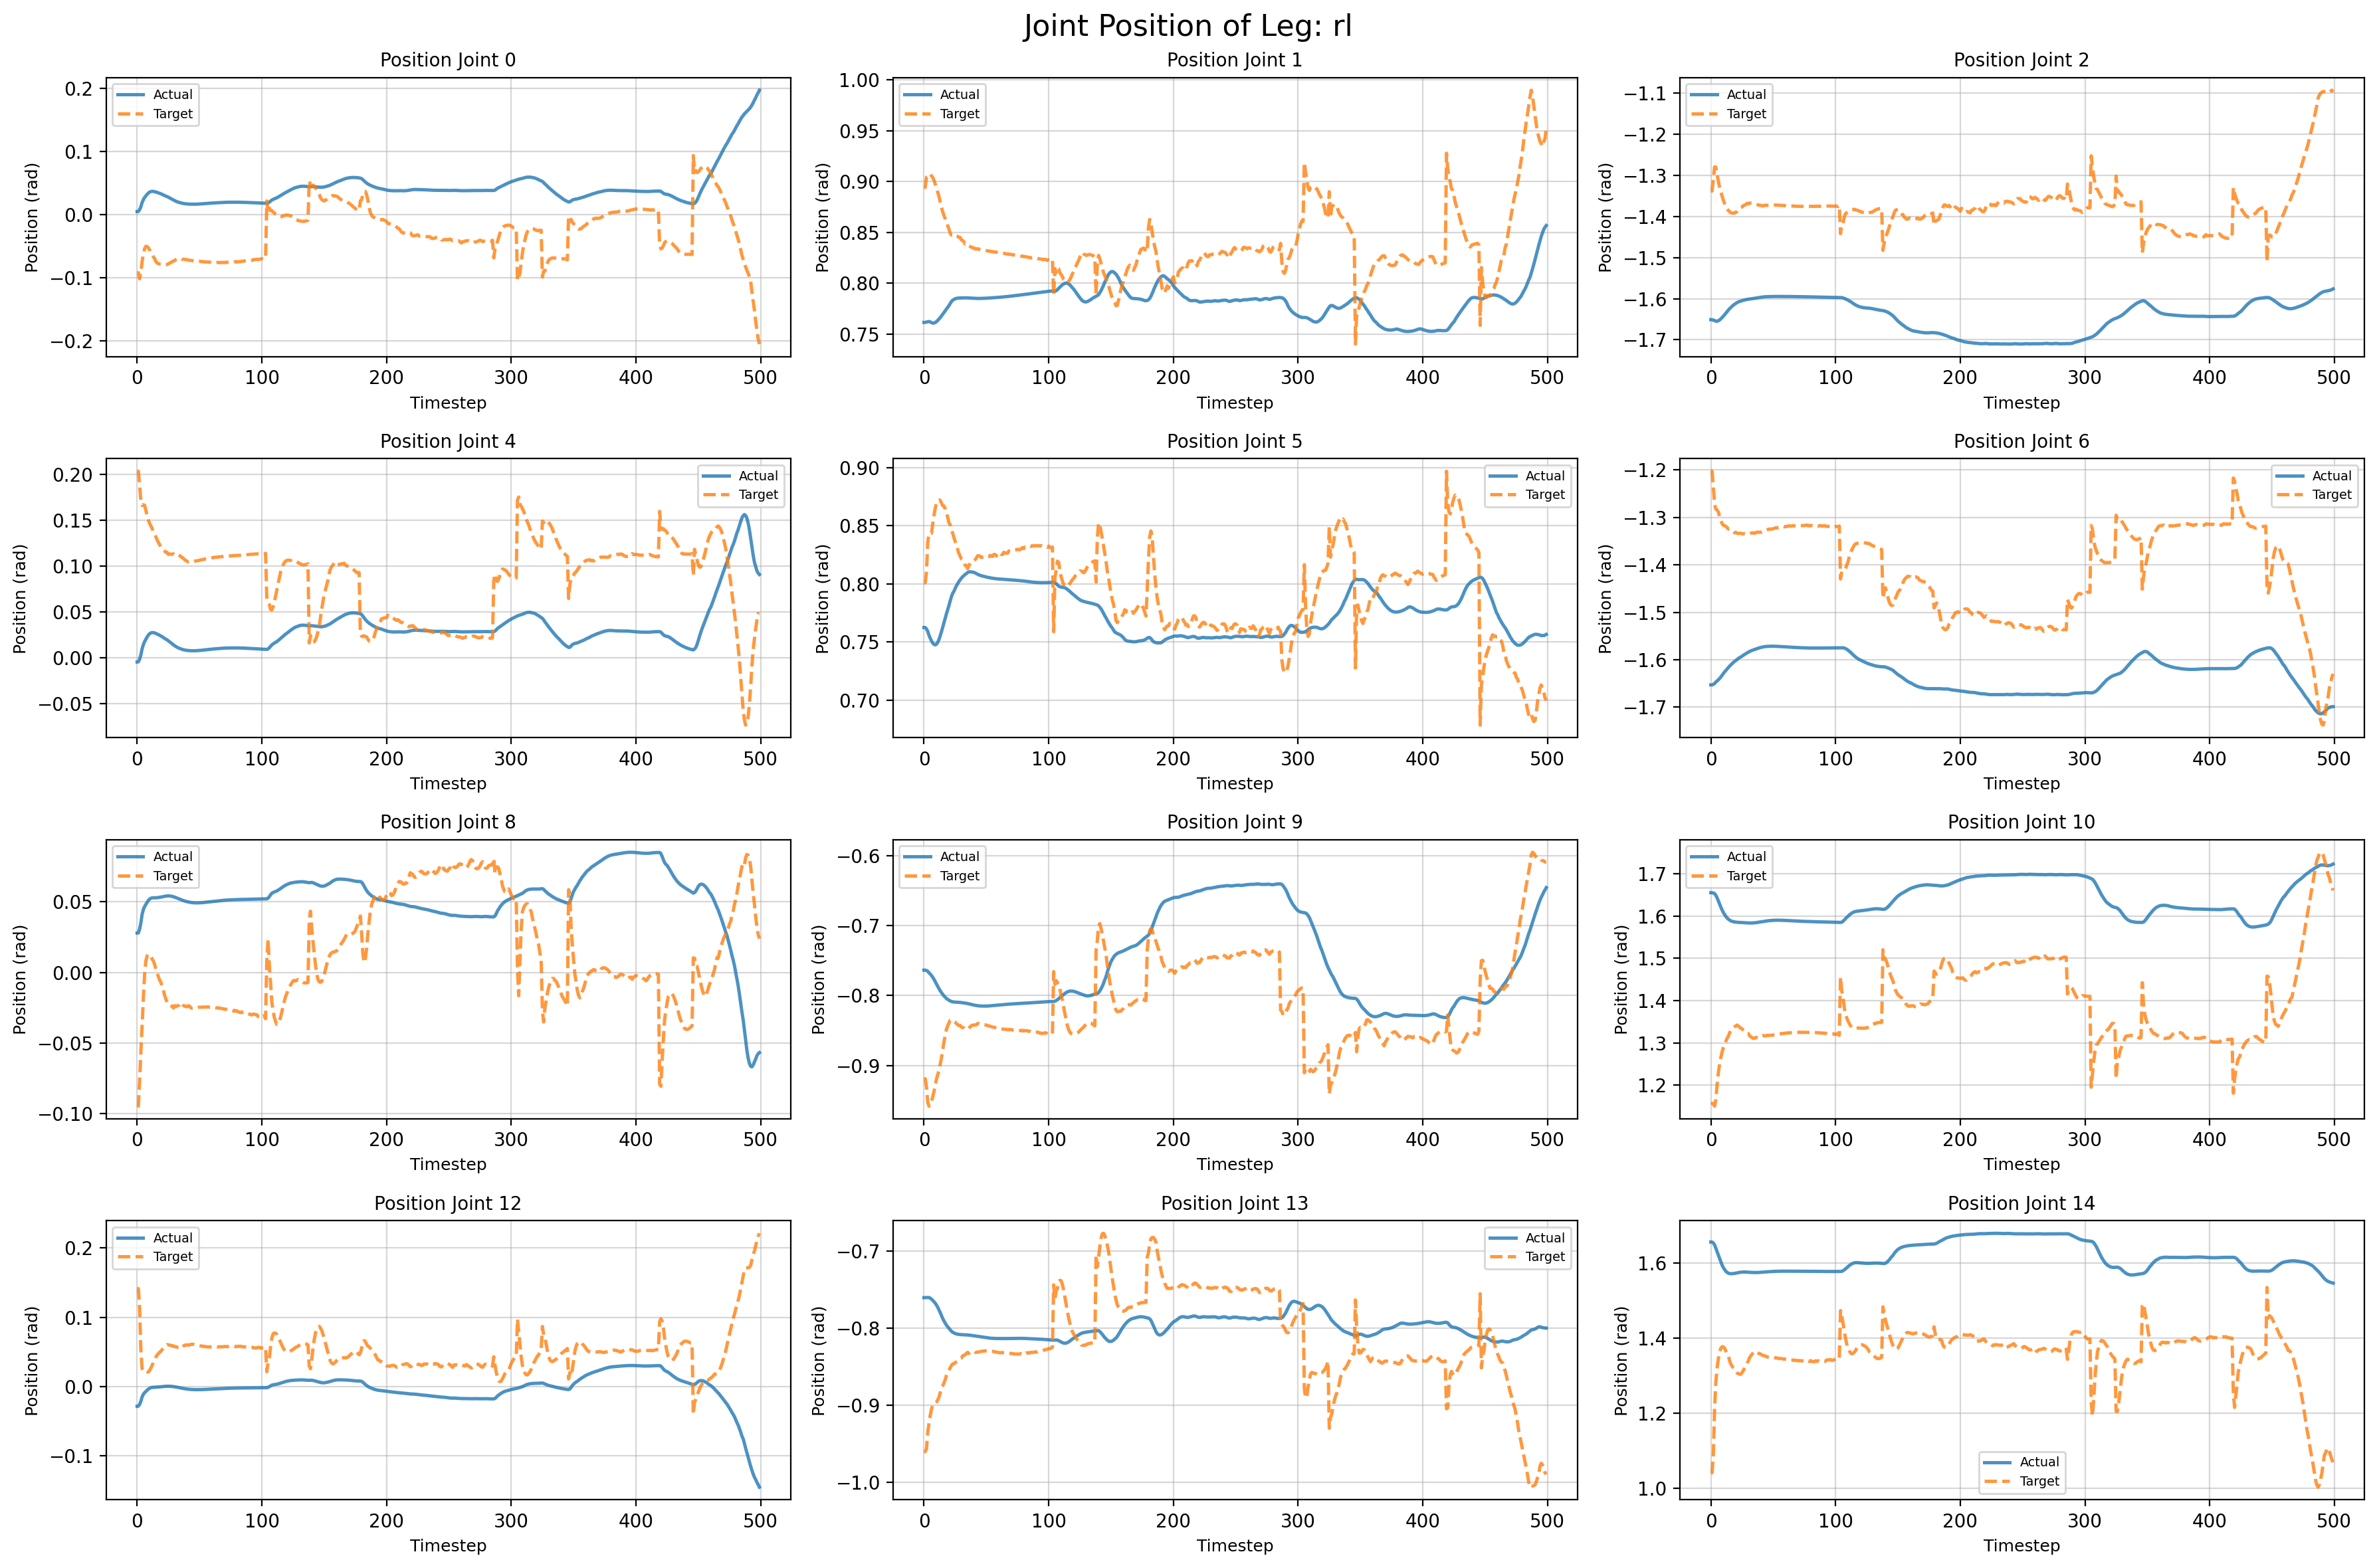 Joint Position of Leg: rl
Position Joint 0
0.2
0.1
0.0
−0.1
−0.2
Position (rad)
Actual
Target
0 100 200 300 400 500
Timestep
Position Joint 1
1.00
0.95
0.90
0.85
0.80
0.75
Position (rad)
Actual
Target
0 100 200 300 400 500
Timestep
Position Joint 2
−1.1
−1.2
−1.3
−1.4
−1.5
−1.6
−1.7
Position (rad)
Actual
Target
0 100 200 300 400 500
Timestep
Position Joint 4
0.20
0.15
0.10
0.05
0.00
−0.05
Position (rad)
Actual
Target
0 100 200 300 400 500
Timestep
Position Joint 5
0.90
0.85
0.80
0.75
0.70
Position (rad)
Actual
Target
0 100 200 300 400 500
Timestep
Position Joint 6
−1.2
−1.3
−1.4
−1.5
−1.6
−1.7
Position (rad)
Actual
Target
0 100 200 300 400 500
Timestep
Position Joint 8
0.05
0.00
−0.05
−0.10
Position (rad)
Actual
Target
0 100 200 300 400 500
Timestep
Position Joint 9
−0.6
−0.7
−0.8
−0.9
Position (rad)
Actual
Target
0 100 200 300 400 500
Timestep
Position Joint 10
1.7
1.6
1.5
1.4
1.3
1.2
Position (rad)
Actual
Target
0 100 200 300 400 500
Timestep
Position Joint 12
0.2
0.1
0.0
−0.1
Position (rad)
Actual
Target
0 100 200 300 400 500
Timestep
Position Joint 13
−0.7
−0.8
−0.9
−1.0
Position (rad)
Actual
Target
0 100 200 300 400 500
Timestep
Position Joint 14
1.6
1.4
1.2
1.0
Position (rad)
Actual
Target
0 100 200 300 400 500
Timestep